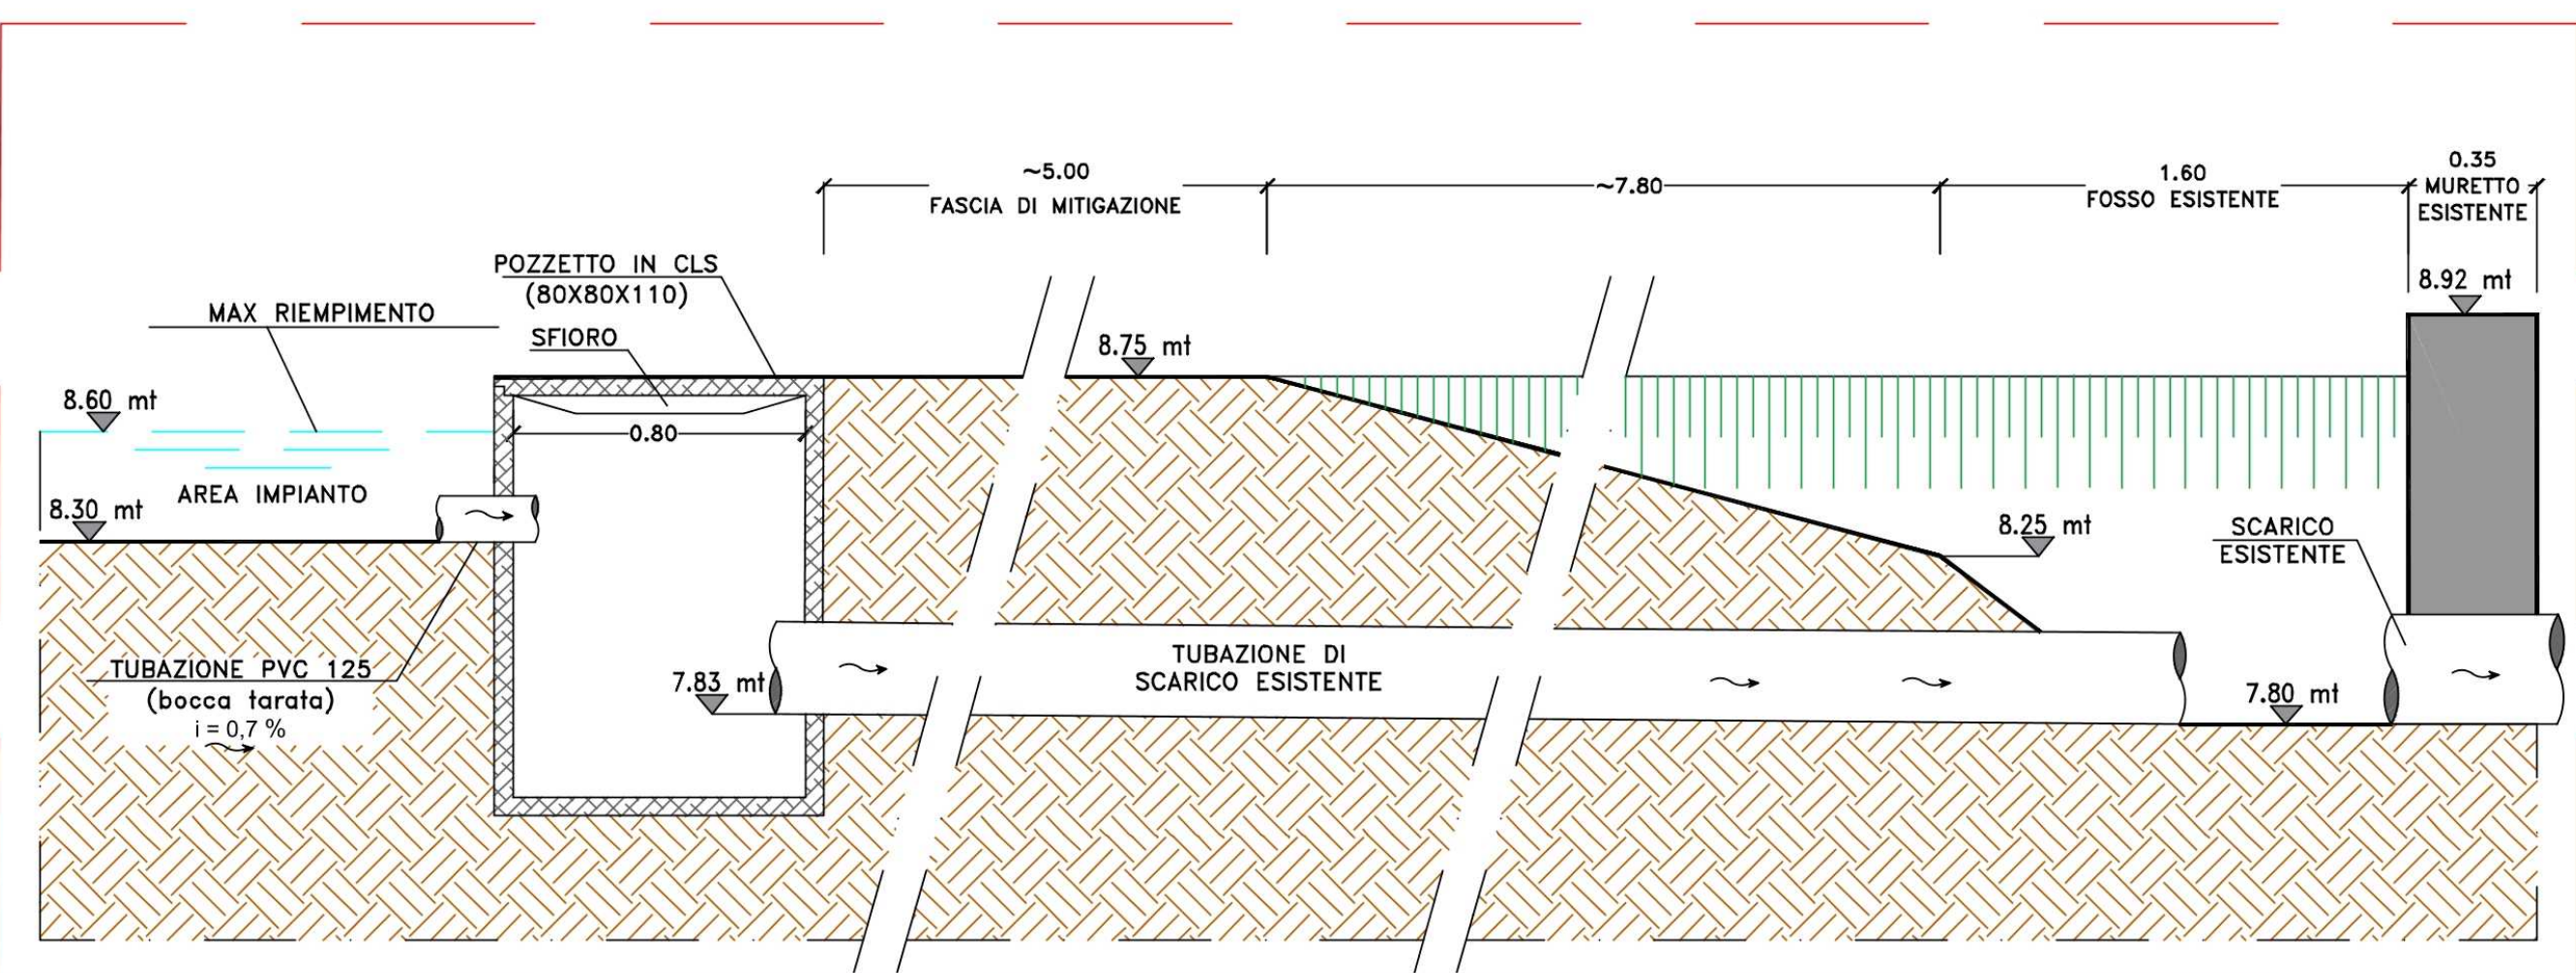 ~5.00
FASCIA DI MITIGAZIONE
~7.80
1.60
FOSSO ESISTENTE
0.35
MURETTO
ESISTENTE
8.92 mt
POZZETTO IN CLS
(80X80X110)
MAX RIEMPIMENTO
SFIORO
8.75 mt
8.60 mt
0.80
AREA IMPIANTO
8.30 mt
8.25 mt
SCARICO
ESISTENTE
TUBAZIONE PVC 125
(bocca tarata)
i = 0,7 %
7.83 mt
TUBAZIONE DI
SCARICO ESISTENTE
7.80 mt